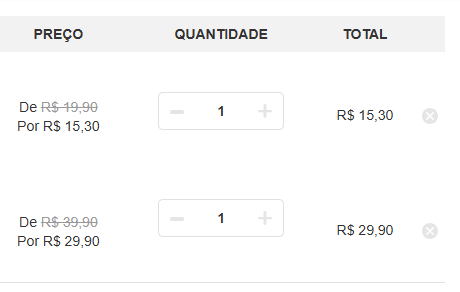 PREÇO QUANTIDADE TOTAL
De R$ 19,90
Por R$ 15,30
1
R$ 15,30
De R$ 39,90
Por R$ 29,90
1
R$ 29,90